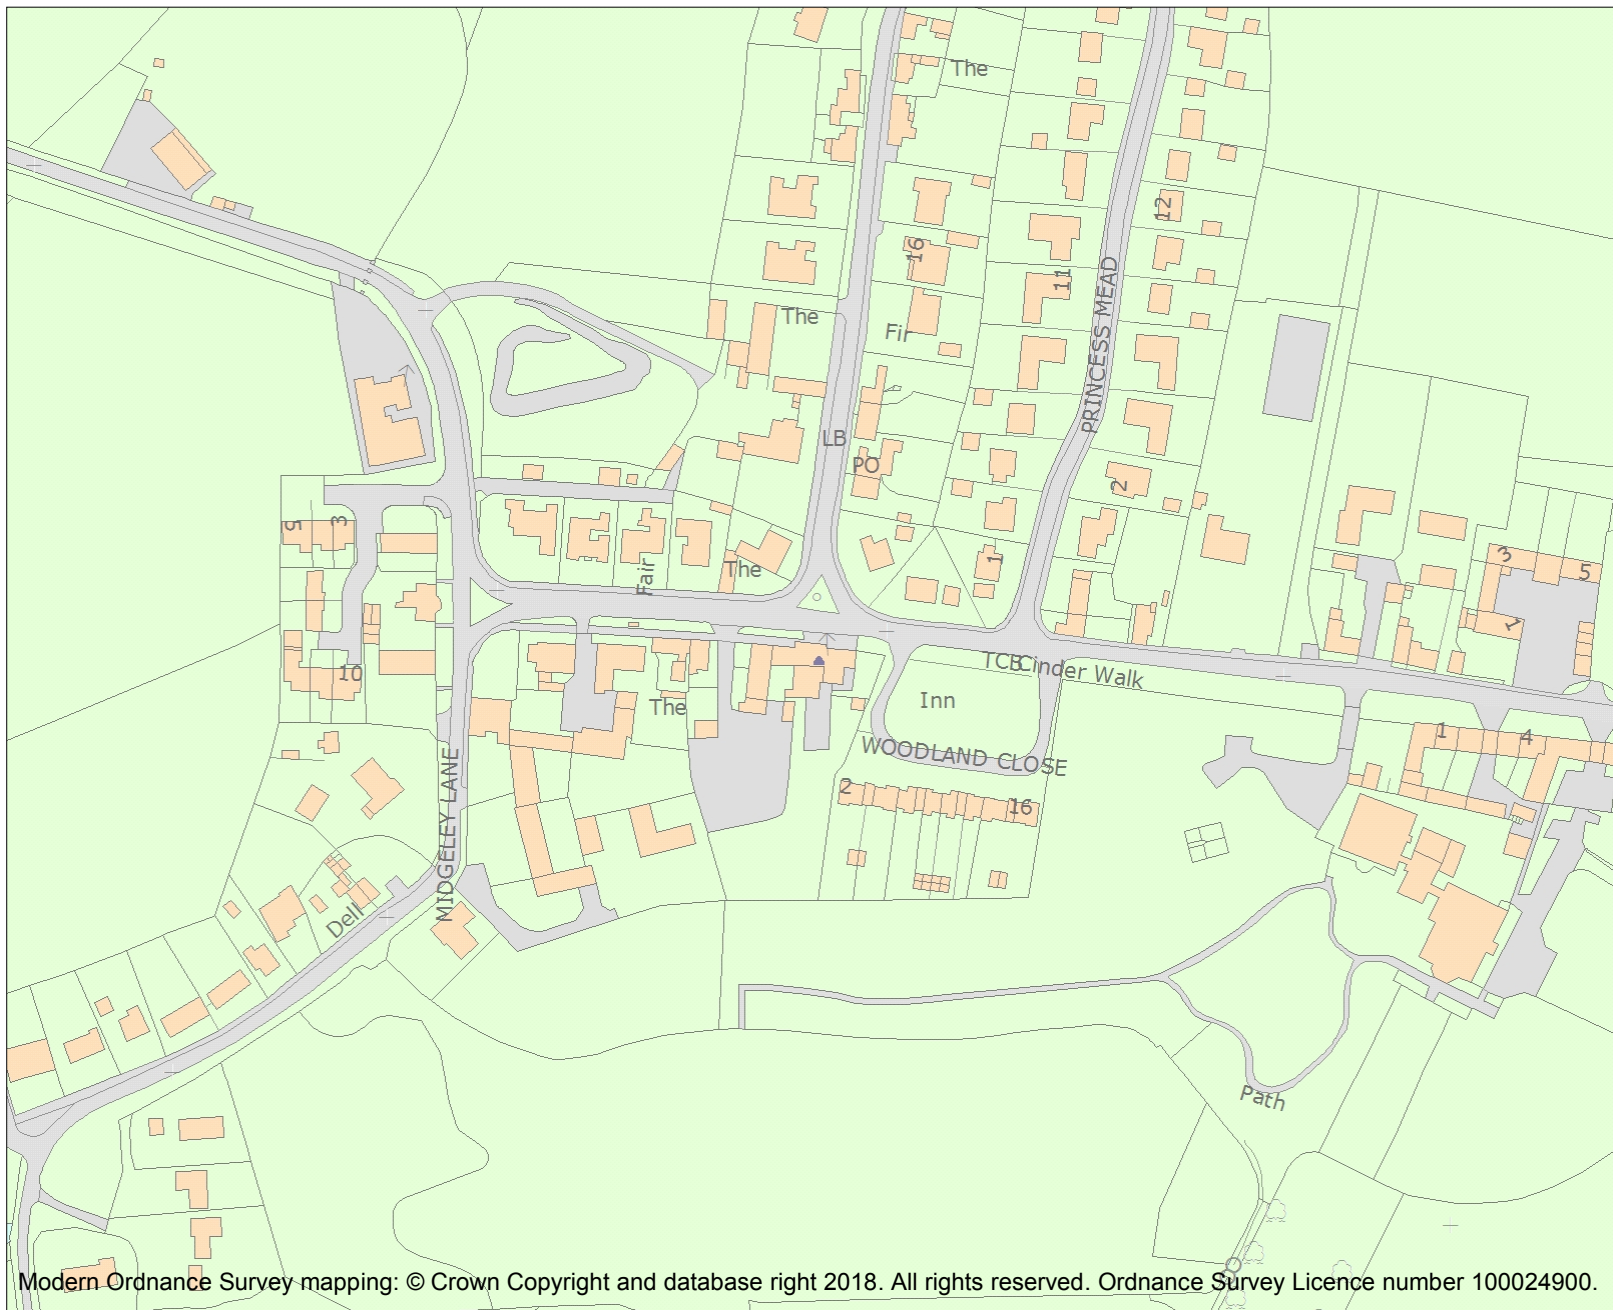 The
12
16
11
The
Fir
PRINCESS MEAD
LB
PO
2
5
3
1
Fair
The
3
5
1
TCB
Cinder Walk
10
Inn
The
1
4
WOODLAND CLOSE
2
16
MIDGELEY LANE
Dell
Path
Modern Ordnance Survey mapping: © Crown Copyright and database right 2018. All rights reserved. Ordnance Survey Licence number 100024900.